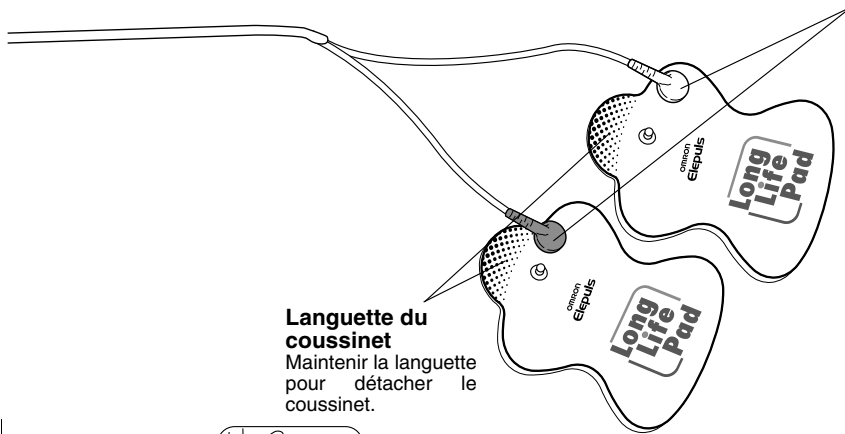 OMRON
Elepuls
Long
Life
Pad
OMRON
Elepuls
Long
Life
Pad
Languette du
coussinet
Maintenir la languette
pour détacher le
coussinet.